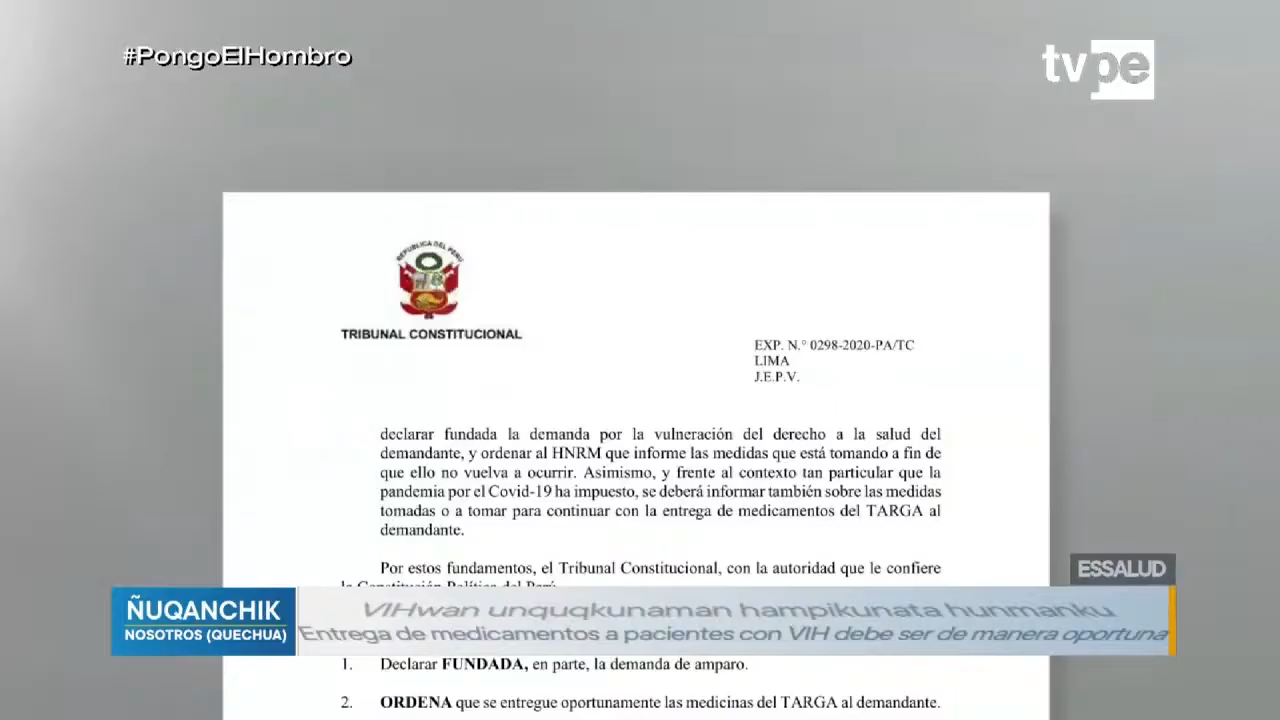 #PongoElHombro
tvpe
REPUBLICA DEL PERÚ
TRIBUNAL CONSTITUCIONAL
EXP. N.° 0298-2020-PA/TC
LIMA
J.E.P.V.
declarar fundada la demanda por la vulneración del derecho a la salud del
demandante, y ordenar al HNRM que informe las medidas que está tomando a fin de
que ello no vuelva a ocurrir. Asimismo, y frente al contexto tan particular que la
pandemia por el Covid-19 ha impuesto, se deberá informar también sobre las medidas
tomadas o a tomar para continuar con la entrega de medicamentos del TARGA al
demandante.
Por estos fundamentos, el Tribunal Constitucional, con la autoridad que le confiere
la Constitución Política del Perú
ESSALUD
ÑUQANCHIK
NOSOTROS (QUECHUA)
VIHwan unquqkunaman hampikunata hunmanku
Entrega de medicamentos a pacientes con VIH debe ser de manera oportuna
1. Declarar FUNDADA, en parte, la demanda de amparo.
2. ORDENA que se entregue oportunamente las medicinas del TARGA al demandante.